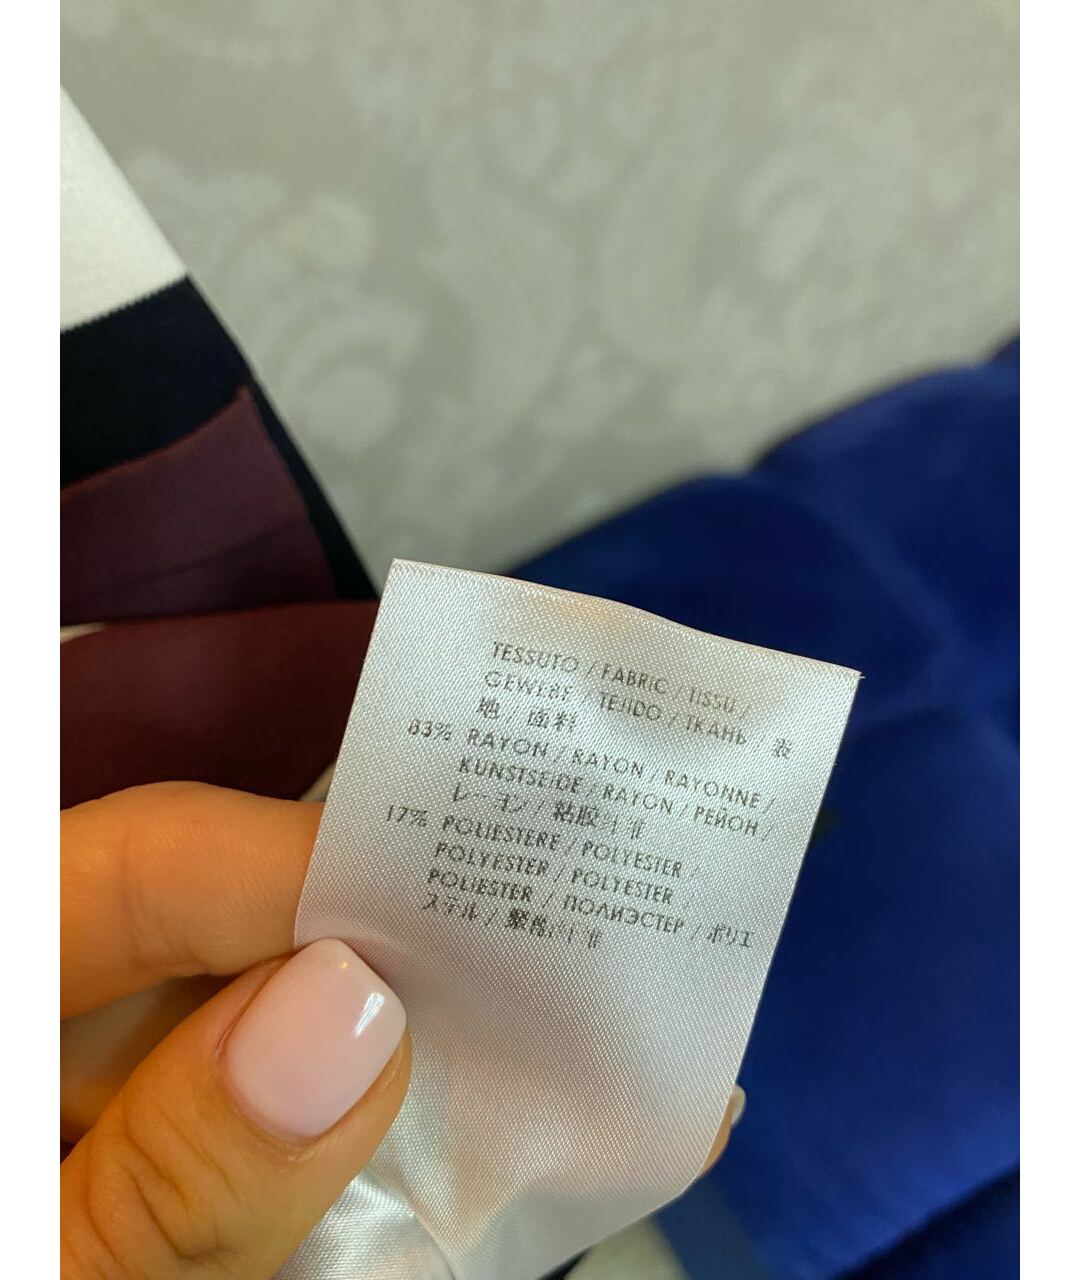 TESSUTO / FABRIC / TISSU /
GEWEBE / TEJIDO / ТКАНЬ / 表
地 / 面料
83% RAYON / RAYON / RAYONNE /
KUNSTSEIDE / RAYON / РЕЙОН /
レーヨン / 粘胶纤维
17% POLIESTERE / POLYESTER /
POLYESTER / POLYESTER /
POLIESTER / ПОЛИЭСТЕР / ポリエ
ステル / 聚酯纤维